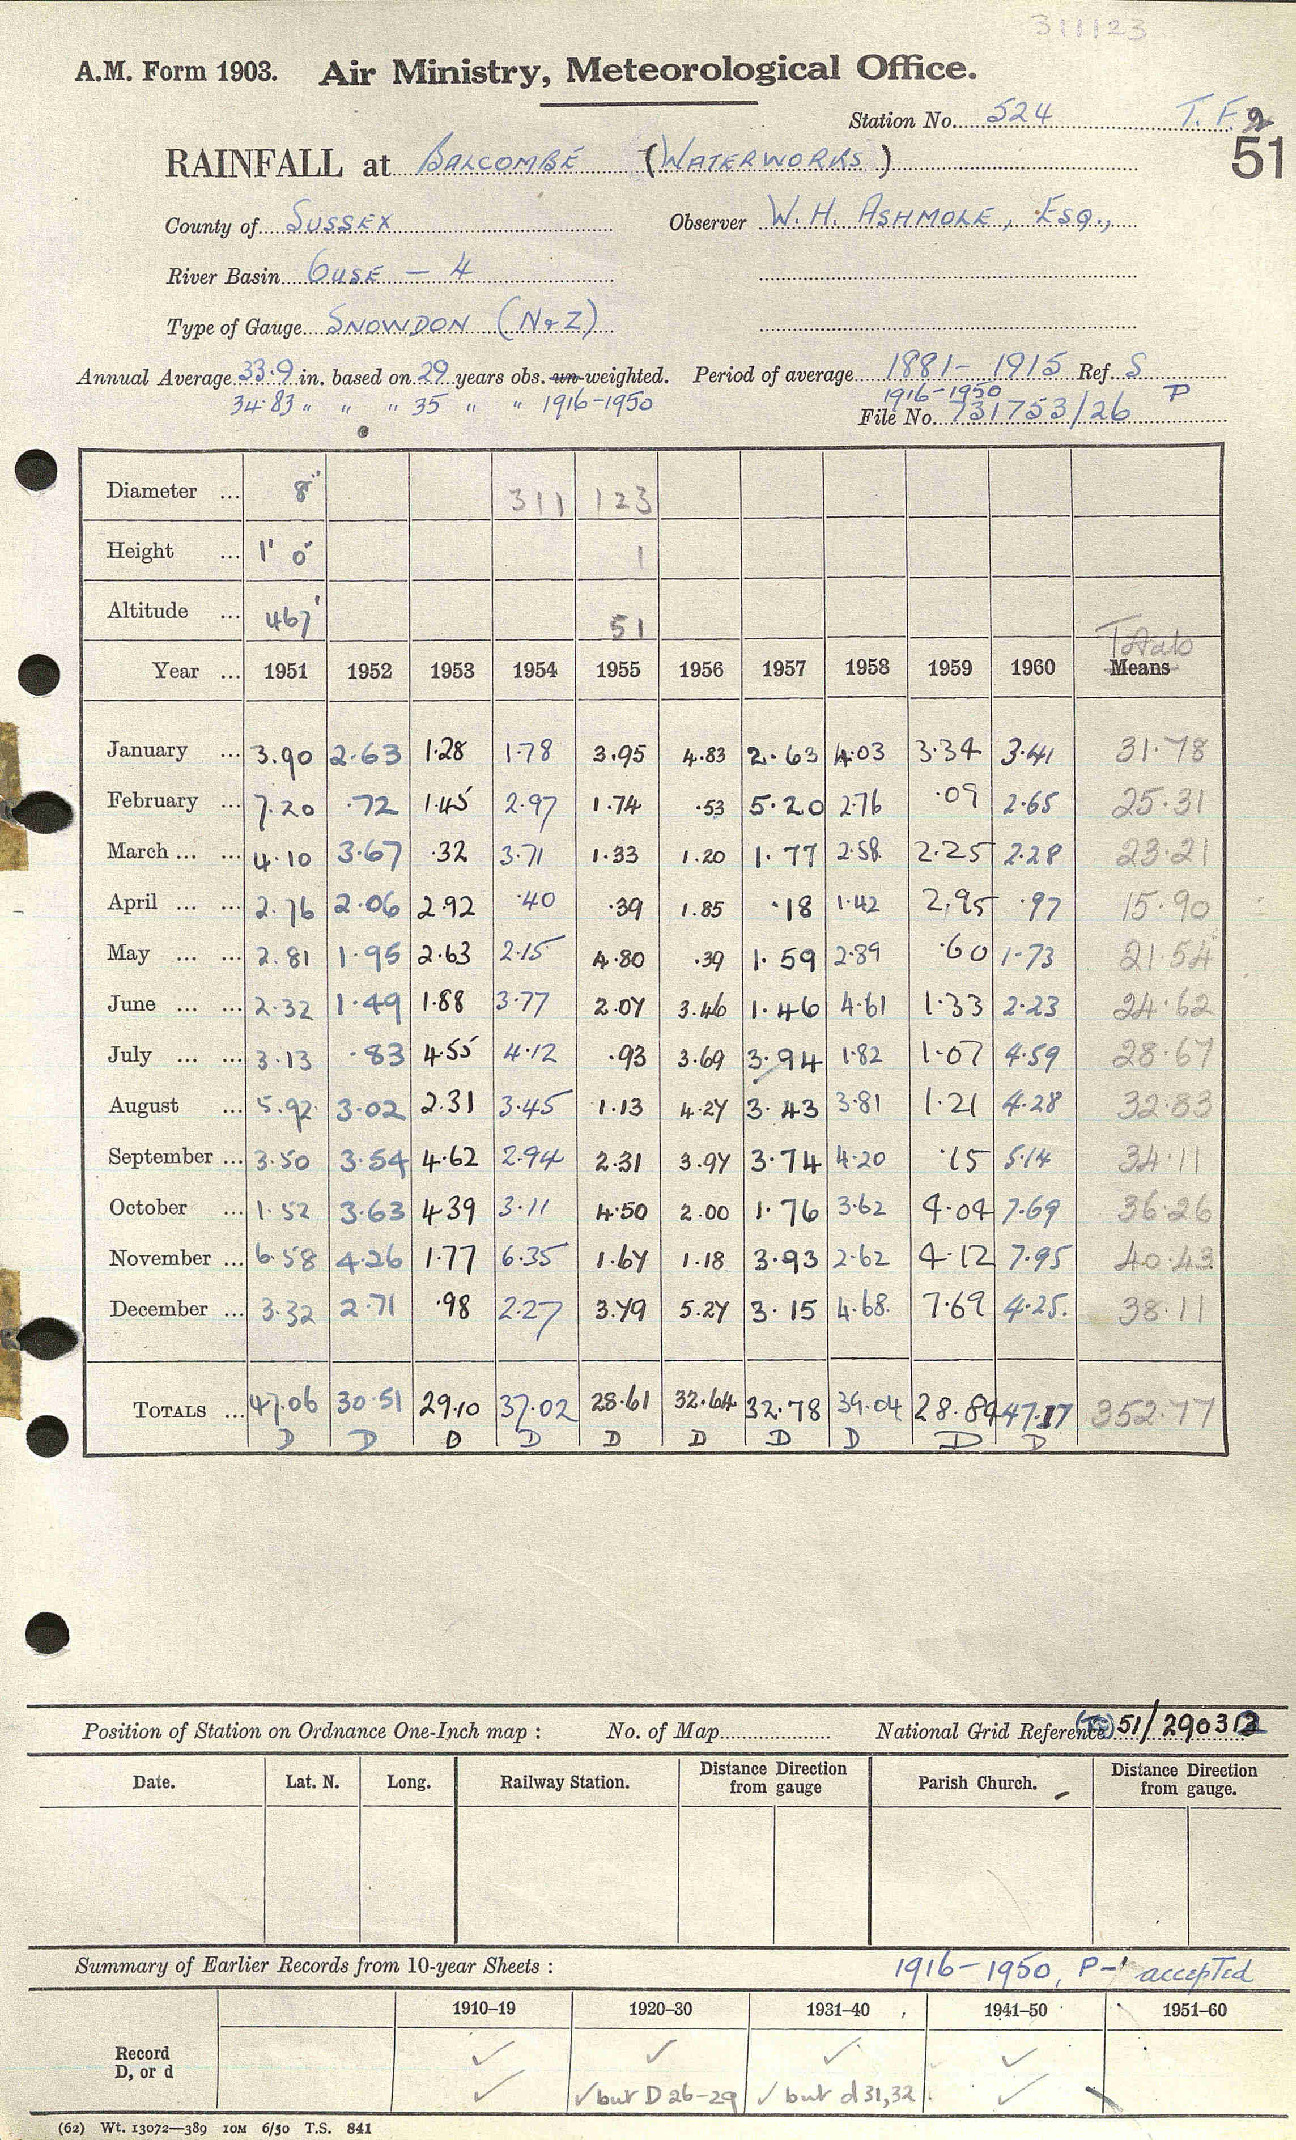 311123
A.M. Form 1903. Air Ministry, Meteorological Office.
Station No. 524 T.F 2
51
RAINFALL at BALCOMBE (WATERWORKS)
County of SUSSEX Observer W.H. ASHMOLE, ESQ.,
River Basin OUSE – 4
Type of Gauge SNOWDON (N & Z)
Annual Average 33.9 in. based on 29 years obs. un-weighted. Period of average 1881–1915 Ref S
34.83 " " " 35 " " 1916–1950 1916–1950 P
File No. 731753/26
Diameter ... 8" 311 123
Height ... 1' 0" 1
Altitude ... 467' 51
Totals
Year ... 1951 1952 1953 1954 1955 1956 1957 1958 1959 1960 Means
January ... 3.90 2.63 1.28 1.78 3.95 4.83 2.63 4.03 3.34 3.41 31.78
February ... 7.20 .72 1.45 2.97 1.74 .53 5.20 2.76 .09 2.65 25.31
March ... ... 4.10 3.67 .32 3.71 1.33 1.20 1.77 2.58 2.25 2.28 23.21
April ... ... 2.76 2.06 2.92 .40 .39 1.85 .18 1.42 2.95 .97 15.90
May ... ... 2.81 1.95 2.63 2.15 4.80 .39 1.59 2.89 .60 1.73 21.54
June ... ... 2.32 1.49 1.88 3.77 2.07 3.46 1.46 4.61 1.33 2.23 24.62
July ... ... 3.13 .83 4.55 4.12 .93 3.69 3.94 1.82 1.07 4.59 28.67
August ... 5.92 3.02 2.31 3.45 1.13 4.27 3.43 3.81 1.21 4.28 32.83
September ... 3.50 3.54 4.62 2.94 2.31 3.97 3.74 4.20 .15 5.14 34.11
October ... 1.52 3.63 4.39 3.11 4.50 2.00 1.76 3.62 4.04 7.69 36.26
November ... 6.58 4.26 1.77 6.35 1.67 1.18 3.93 2.62 4.12 7.95 40.43
December ... 3.32 2.71 .98 2.27 3.79 5.27 3.15 4.68. 7.69 4.25. 38.11
TOTALS ... 47.06 30.51 29.10 37.02 28.61 32.64 32.78 39.04 28.84 47.17 352.77
D D D D D D D D D D
Position of Station on Ordnance One-Inch map : No. of Map National Grid Reference (TQ) 51/290312
Date. Lat. N. Long. Railway Station. Distance Direction from gauge Parish Church. Distance Direction from gauge.
Summary of Earlier Records from 10-year Sheets : 1916–1950, P– accepted
1910–19 1920–30 1931–40 1941–50 1951–60
Record ✓ ✓ ✓ ✓
D, or d ✓ ✓ but D 26–29 ✓ but d 31,32 ✓
(62) Wt. 13072—389 10M 6/50 T.S. 841